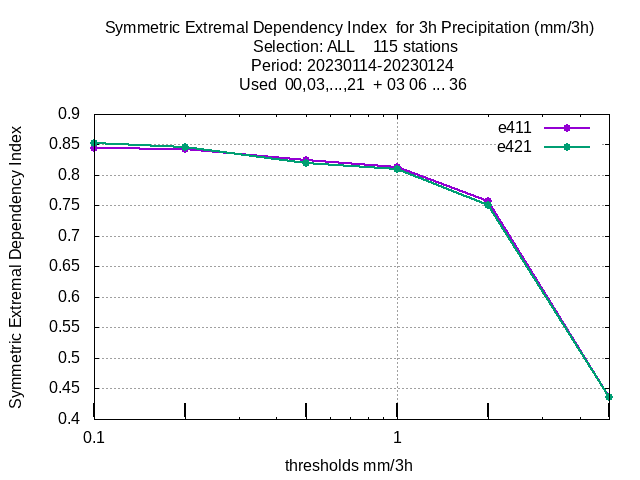 Symmetric Extremal Dependency Index  for 3h Precipitation (mm/3h)
Selection: ALL    115 stations
Period: 20230114-20230124
Used  00,03,...,21  + 03 06 ... 36
Symmetric Extremal Dependency Index
0.9
0.85
0.8
0.75
0.7
0.65
0.6
0.55
0.5
0.45
0.4
e411
e421
0.1
1
thresholds mm/3h